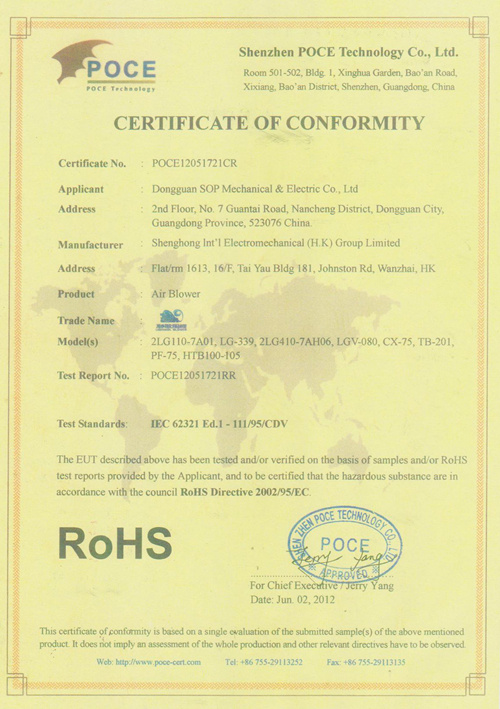 POCE
POCE Technology
Shenzhen POCE Technology Co., Ltd.
Room 501-502, Bldg. 1, Xinghua Garden, Bao'an Road,
Xixiang, Bao'an District, Shenzhen, Guangdong, China
CERTIFICATE OF CONFORMITY
Certificate No. : POCE12051721CR
Applicant : Dongguan SOP Mechanical & Electric Co., Ltd
Address : 2nd Floor, No. 7 Guantai Road, Nancheng District, Dongguan City,
Guangdong Province, 523076 China.
Manufacturer : Shenghong Int'l Electromechanical (H.K) Group Limited
Address : Flat/rm 1613, 16/F, Tai Yau Bldg 181, Johnston Rd, Wanzhai, HK
Product : Air Blower
Trade Name :
Model(s) : 2LG110-7A01, LG-339, 2LG410-7AH06, LGV-080, CX-75, TB-201,
PF-75, HTB100-105
Test Report No. : POCE12051721RR
Test Standards: IEC 62321 Ed.1 - 111/95/CDV
The EUT described above has been tested and/or verified on the basis of samples and/or RoHS
test reports provided by the Applicant, and to be certified that the hazardous substance are in
accordance with the council RoHS Directive 2002/95/EC.
RoHS
SHEN ZHEN POCE TECHNOLOGY CO., LTD
POCE
Jerry Yang
APPROVED
For Chief Executive / Jerry Yang
Date: Jun. 02, 2012
This certificate of conformity is based on a single evaluation of the submitted sample(s) of the above mentioned
product. It does not imply an assessment of the whole production and other relevant directives have to be observed.
Web: http://www.poce-cert.com Tel: +86 755-29113252 Fax: +86 755-29113135